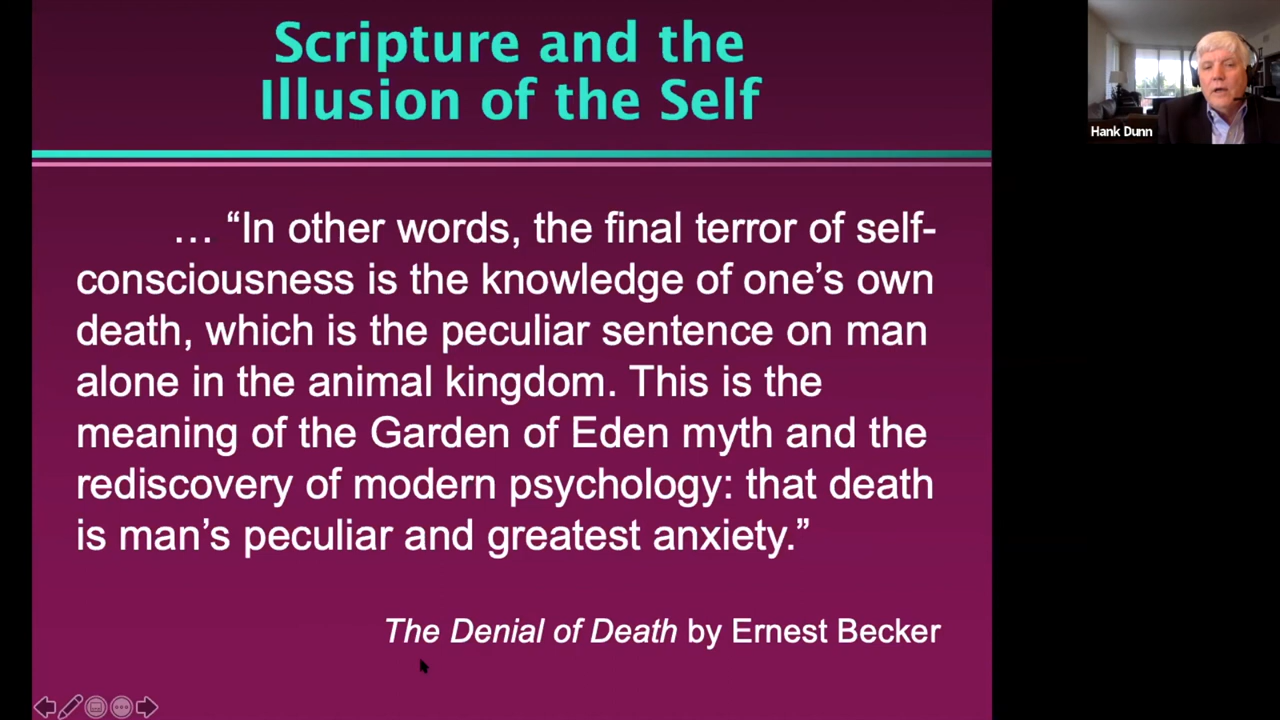 Scripture and the
Illusion of the Self
… “In other words, the final terror of self-
consciousness is the knowledge of one’s own
death, which is the peculiar sentence on man
alone in the animal kingdom. This is the
meaning of the Garden of Eden myth and the
rediscovery of modern psychology: that death
is man’s peculiar and greatest anxiety.”
The Denial of Death by Ernest Becker
Hank Dunn